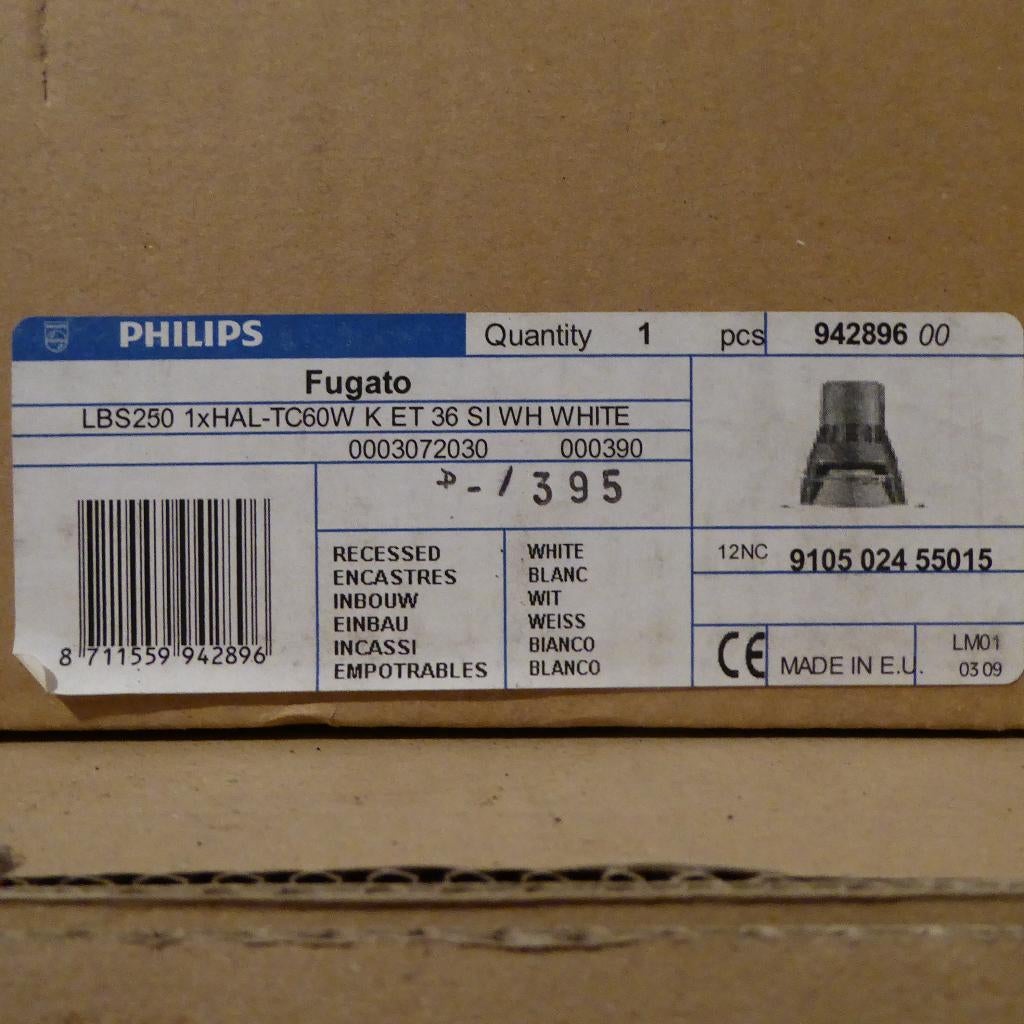 PHILIPS Quantity 1 pcs 942896 00
Fugato
LBS250 1xHAL-TC60W K ET 36 SI WH WHITE
0003072030 000390
-/395
RECESSED
ENCASTRES
INBOUW
EINBAU
INCASSI
EMPOTRABLES
WHITE
BLANC
WIT
WEISS
BIANCO
BLANCO
8 711559 942896
12NC 9105 024 55015
CE MADE IN E.U. LM01
03 09